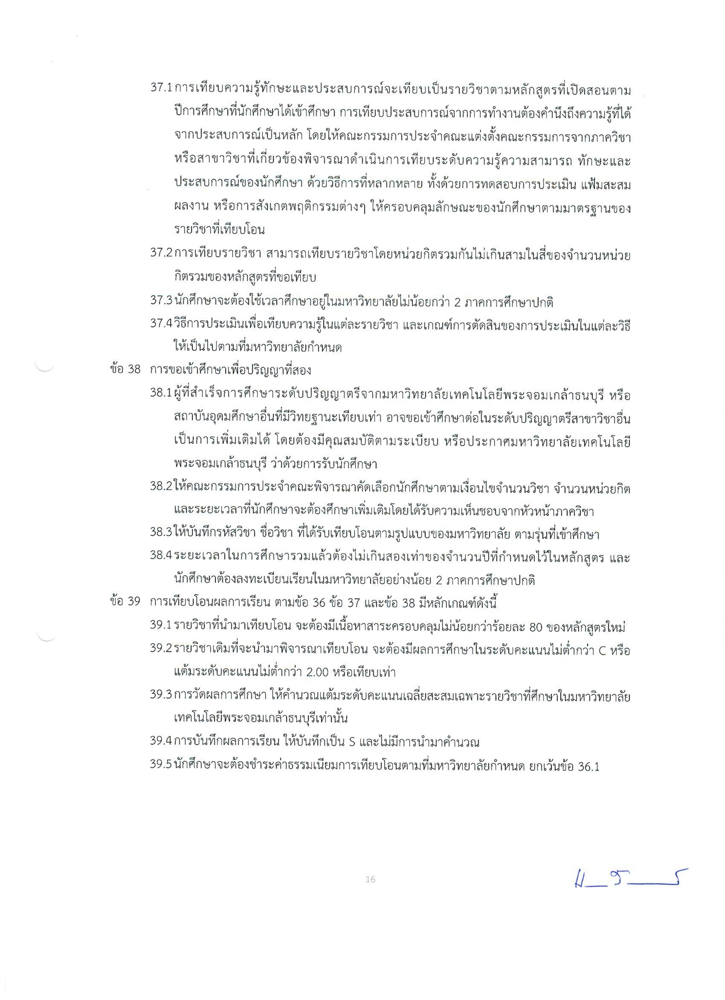 37.1 การเทียบความรู้ทักษะและประสบการณ์จะเทียบเป็นรายวิชาตามหลักสูตรที่เปิดสอนตาม
ปีการศึกษาที่นักศึกษาได้เข้าศึกษา การเทียบประสบการณ์จากการทำงานต้องคำนึงถึงความรู้ที่ได้
จากประสบการณ์เป็นหลัก โดยให้คณะกรรมการประจำคณะแต่งตั้งคณะกรรมการจากภาควิชา
หรือสาขาวิชาที่เกี่ยวข้องพิจารณาดำเนินการเทียบระดับความรู้ความสามารถ ทักษะและ
ประสบการณ์ของนักศึกษา ด้วยวิธีการที่หลากหลาย ทั้งด้วยการทดสอบการประเมิน แฟ้มสะสม
ผลงาน หรือการสังเกตพฤติกรรมต่างๆ ให้ครอบคลุมลักษณะของนักศึกษาตามมาตรฐานของ
รายวิชาที่เทียบโอน
37.2 การเทียบรายวิชา สามารถเทียบรายวิชาโดยหน่วยกิตรวมกันไม่เกินสามในสี่ของจำนวนหน่วย
กิตรวมของหลักสูตรที่ขอเทียบ
37.3 นักศึกษาจะต้องใช้เวลาศึกษาอยู่ในมหาวิทยาลัยไม่น้อยกว่า 2 ภาคการศึกษาปกติ
37.4 วิธีการประเมินเพื่อเทียบความรู้ในแต่ละรายวิชา และเกณฑ์การตัดสินของการประเมินในแต่ละวิธี
ให้เป็นไปตามที่มหาวิทยาลัยกำหนด
ข้อ 38 การขอเข้าศึกษาเพื่อปริญญาที่สอง
38.1 ผู้ที่สำเร็จการศึกษาระดับปริญญาตรีจากมหาวิทยาลัยเทคโนโลยีพระจอมเกล้าธนบุรี หรือ
สถาบันอุดมศึกษาอื่นที่มีวิทยฐานะเทียบเท่า อาจขอเข้าศึกษาต่อในระดับปริญญาตรีสาขาวิชาอื่น
เป็นการเพิ่มเติมได้ โดยต้องมีคุณสมบัติตามระเบียบ หรือประกาศมหาวิทยาลัยเทคโนโลยี
พระจอมเกล้าธนบุรี ว่าด้วยการรับนักศึกษา
38.2 ให้คณะกรรมการประจำคณะพิจารณาคัดเลือกนักศึกษาตามเงื่อนไขจำนวนวิชา จำนวนหน่วยกิต
และระยะเวลาที่นักศึกษาจะต้องศึกษาเพิ่มเติมโดยได้รับความเห็นชอบจากหัวหน้าภาควิชา
38.3 ให้บันทึกรหัสวิชา ชื่อวิชา ที่ได้รับเทียบโอนตามรูปแบบของมหาวิทยาลัย ตามรุ่นที่เข้าศึกษา
38.4 ระยะเวลาในการศึกษารวมแล้วต้องไม่เกินสองเท่าของจำนวนปีที่กำหนดไว้ในหลักสูตร และ
นักศึกษาต้องลงทะเบียนเรียนในมหาวิทยาลัยอย่างน้อย 2 ภาคการศึกษาปกติ
ข้อ 39 การเทียบโอนผลการเรียน ตามข้อ 36 ข้อ 37 และข้อ 38 มีหลักเกณฑ์ดังนี้
39.1 รายวิชาที่นำมาเทียบโอน จะต้องมีเนื้อหาสาระครอบคลุมไม่น้อยกว่าร้อยละ 80 ของหลักสูตรใหม่
39.2 รายวิชาเดิมที่จะนำมาพิจารณาเทียบโอน จะต้องมีผลการศึกษาในระดับคะแนนไม่ต่ำกว่า C หรือ
แต้มระดับคะแนนไม่ต่ำกว่า 2.00 หรือเทียบเท่า
39.3 การวัดผลการศึกษา ให้คำนวณแต้มระดับคะแนนเฉลี่ยสะสมเฉพาะรายวิชาที่ศึกษาในมหาวิทยาลัย
เทคโนโลยีพระจอมเกล้าธนบุรีเท่านั้น
39.4 การบันทึกผลการเรียน ให้บันทึกเป็น S และไม่มีการนำมาคำนวณ
39.5 นักศึกษาจะต้องชำระค่าธรรมเนียมการเทียบโอนตามที่มหาวิทยาลัยกำหนด ยกเว้นข้อ 36.1
16